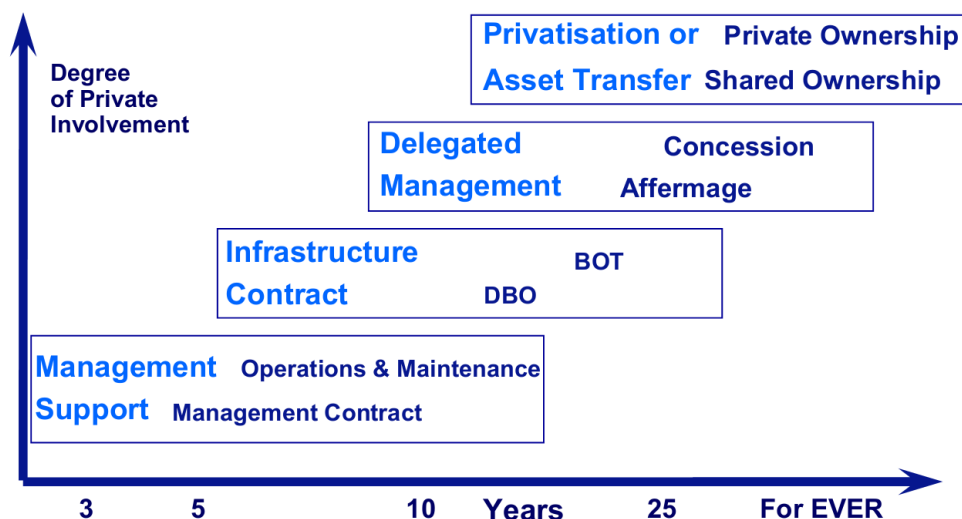 Privatisation or Private Ownership
Asset Transfer Shared Ownership
Degree
of Private
Involvement
Delegated Concession
Management Affermage
Infrastructure BOT
Contract DBO
Management Operations & Maintenance
Support Management Contract
3 5 10 Years 25 For EVER